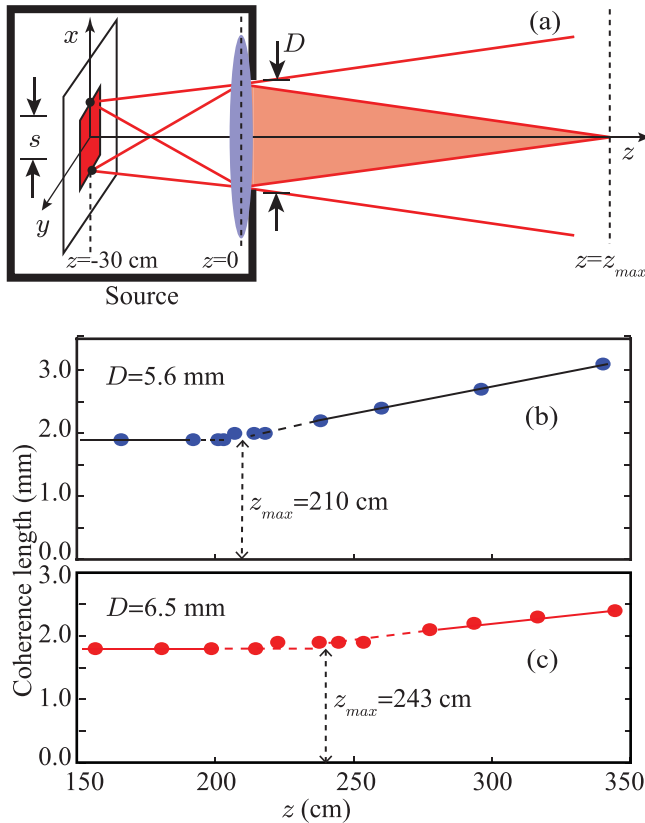 (a)
x
D
s
z
y
z=-30 cm
z=0
z=z_max
Source
Coherence length (mm)
3.0
2.0
1.0
0.0
D=5.6 mm
(b)
z_max=210 cm
3.0
2.0
1.0
0.0
D=6.5 mm
(c)
z_max=243 cm
150 200 250 300 350
z (cm)